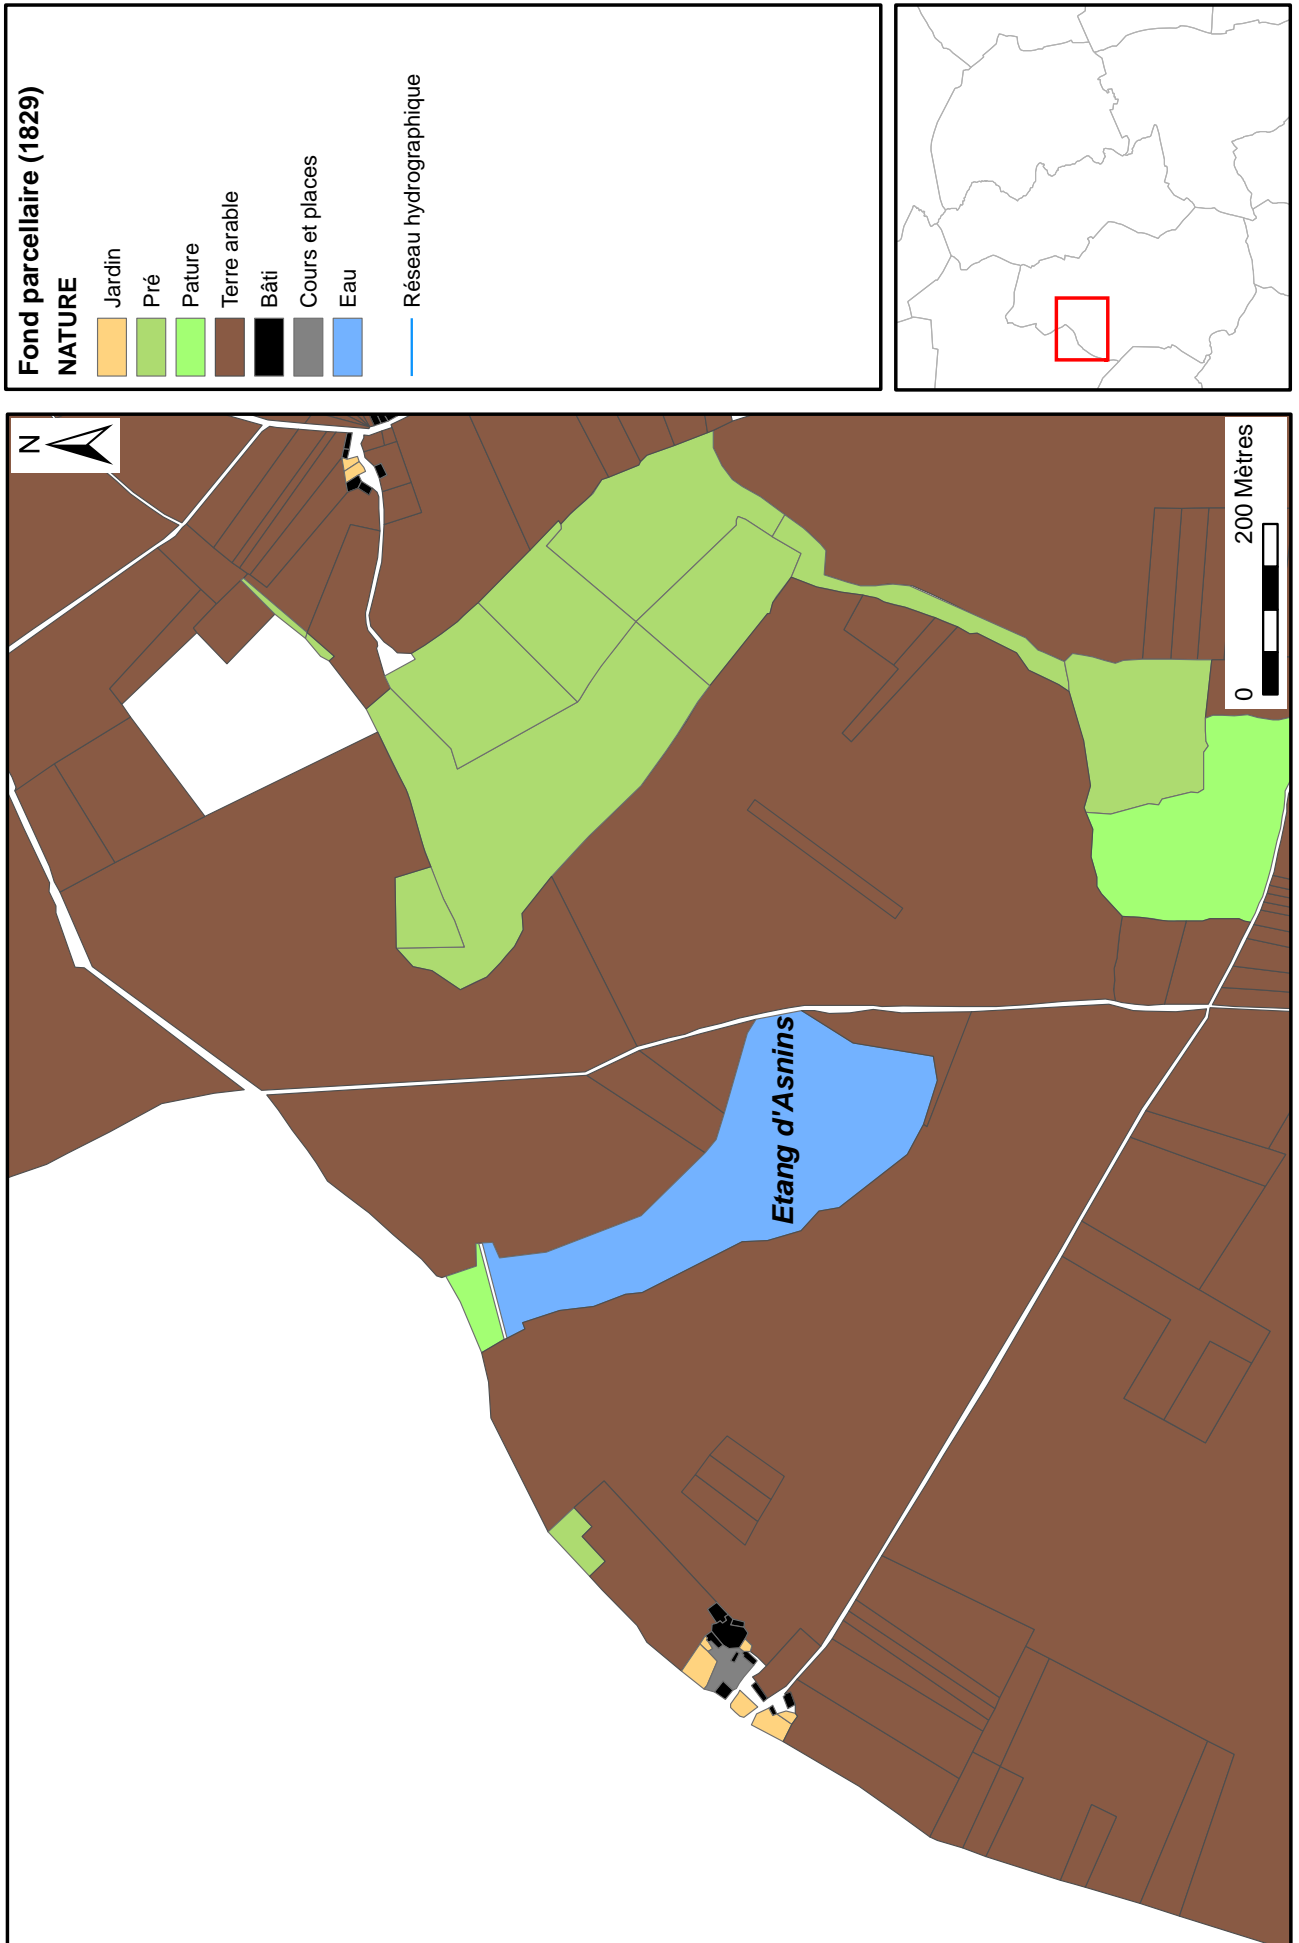 Fond parcellaire (1829)
NATURE
Jardin
Pré
Pature
Terre arable
Bâti
Cours et places
Eau
Réseau hydrographique
N
Etang d'Asnins
0 200 Mètres